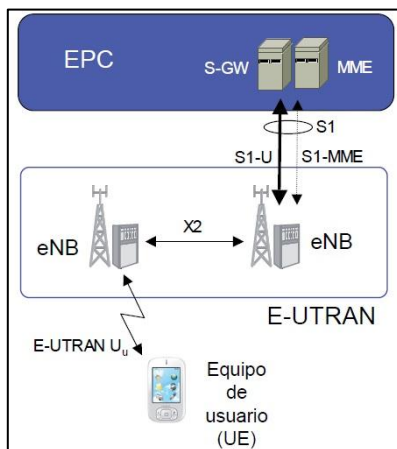 EPC
S-GW
MME
S1
S1-U
S1-MME
eNB
X2
eNB
E-UTRAN
E-UTRAN Uu
Equipo
de
usuario
(UE)